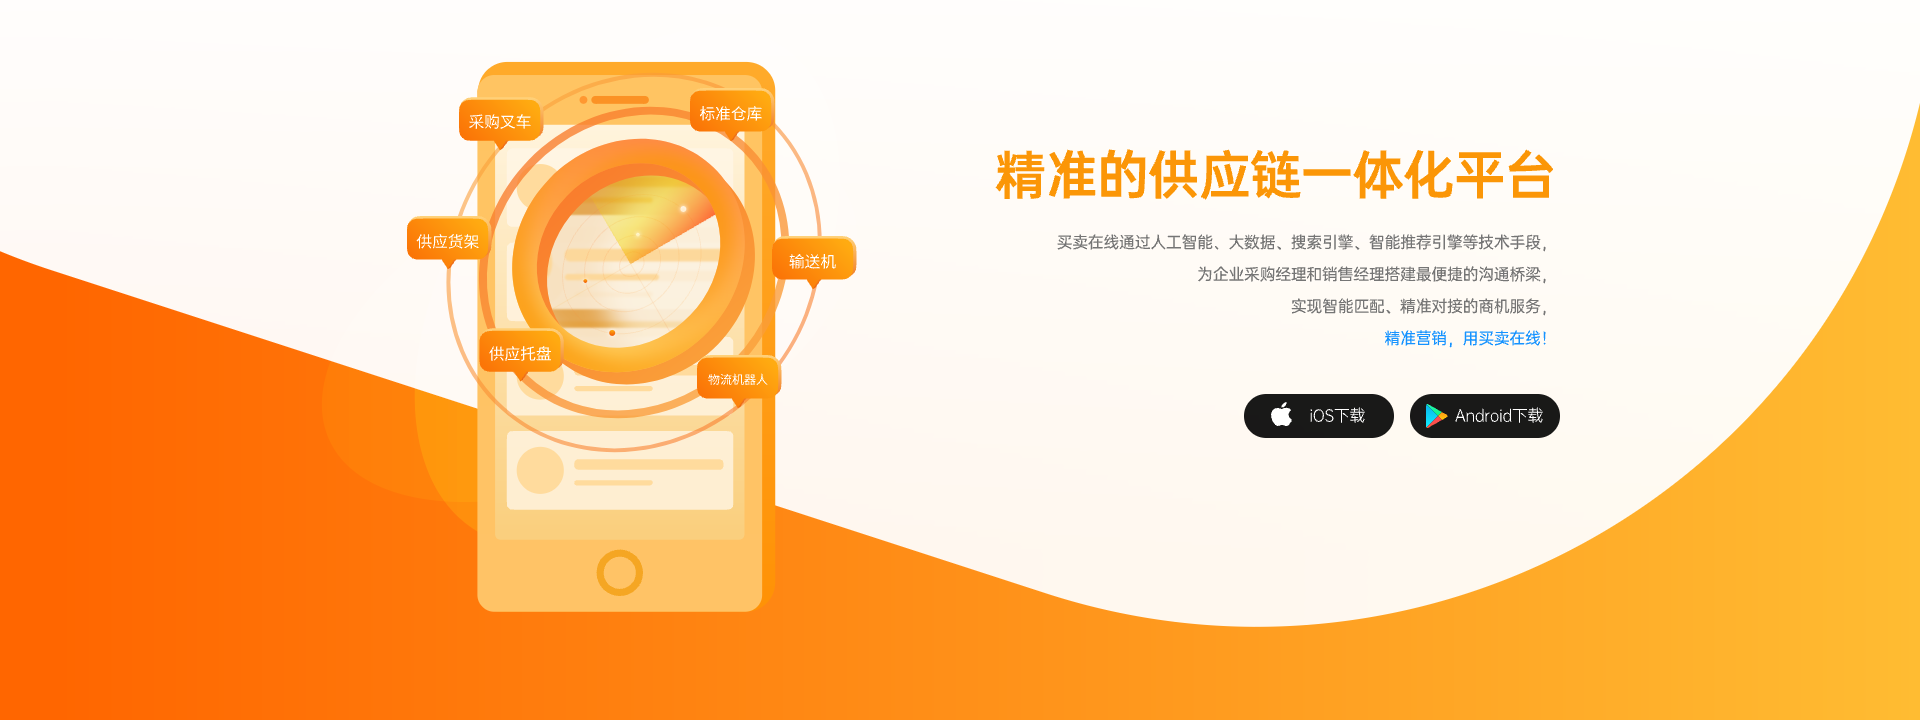 采购叉车
标准仓库
供应货架
输送机
供应托盘
物流机器人
精准的供应链一体化平台
买卖在线通过人工智能、大数据、搜索引擎、智能推荐引擎等技术手段,
为企业采购经理和销售经理搭建最便捷的沟通桥梁,
实现智能匹配、精准对接的商机服务,
精准营销，用买卖在线!
iOS下载
Android下载